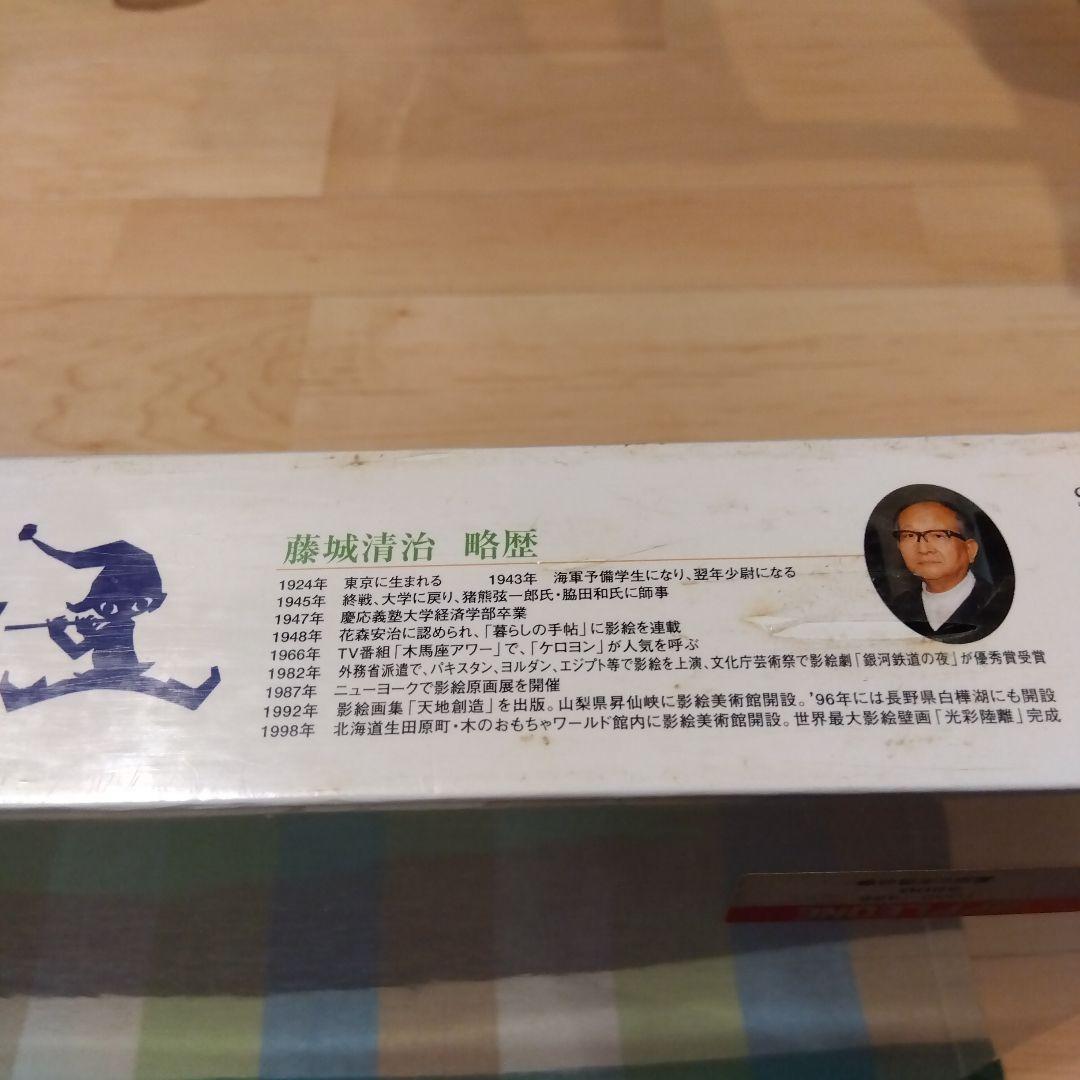 藤城清治 略歴
1924年 東京に生まれる 1943年 海軍予備学生になり、翌年少尉になる
1945年 終戦、大学に戻り、猪熊弦一郎氏・脇田和氏に師事
1947年 慶応義塾大学経済学部卒業
1948年 花森安治に認められ、「暮らしの手帖」に影絵を連載
1966年 TV番組「木馬座アワー」で、「ケロヨン」が人気を呼ぶ
1982年 外務省派遣で、パキスタン、ヨルダン、エジプト等で影絵を上演、文化庁芸術祭で影絵劇「銀河鉄道の夜」が優秀賞受賞
1987年 ニューヨークで影絵原画展を開催
1992年 影絵画集「天地創造」を出版。山梨県昇仙峡に影絵美術館開設。'96年には長野県白樺湖にも開設
1998年 北海道生田原町・木のおもちゃワールド館内に影絵美術館開設。世界最大影絵壁画「光彩陸離」完成